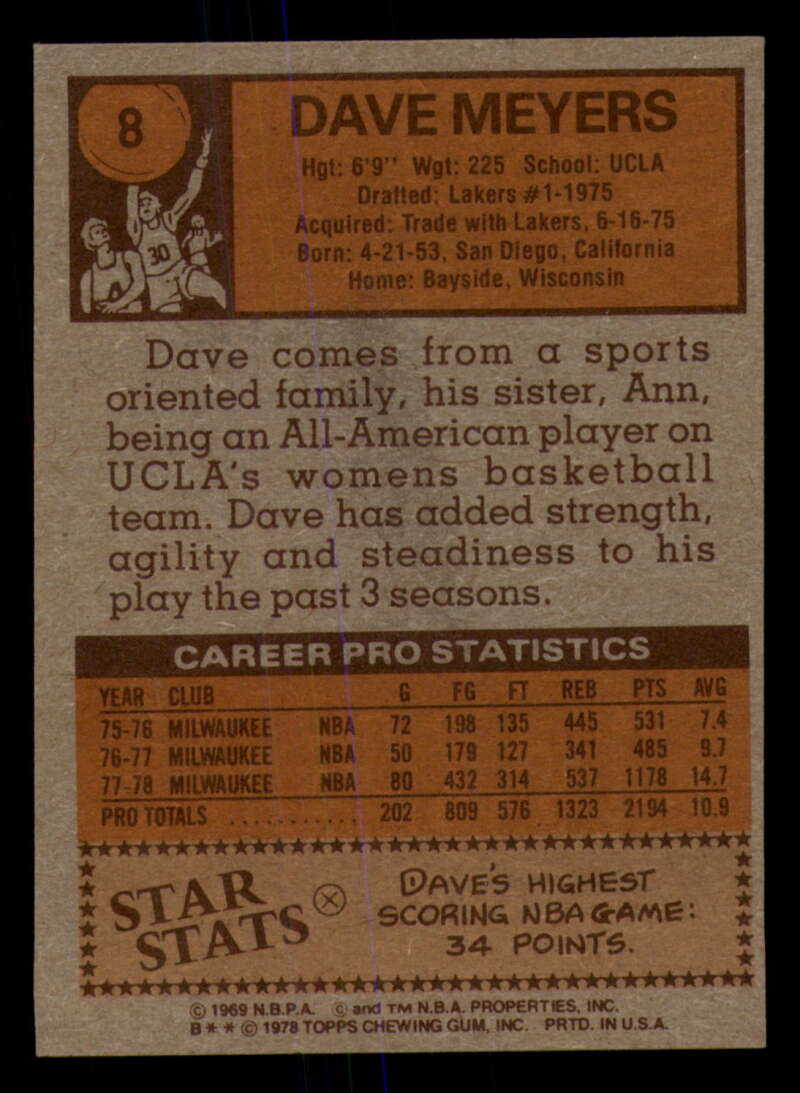 8
DAVE MEYERS
Hgt: 6'9" Wgt: 225 School: UCLA
Drafted: Lakers #1-1975
Acquired: Trade with Lakers, 6-16-75
Born: 4-21-53, San Diego, California
Home: Bayside, Wisconsin
30
Dave comes from a sports
oriented family, his sister, Ann,
being an All-American player on
UCLA's womens basketball
team. Dave has added strength,
agility and steadiness to his
play the past 3 seasons.
CAREER PRO STATISTICS
YEAR CLUB G FG FT REB PTS AVG
75-76 MILWAUKEE NBA 72 198 135 445 531 7.4
76-77 MILWAUKEE NBA 50 179 127 341 485 9.7
77-78 MILWAUKEE NBA 80 432 314 537 1178 14.7
PRO TOTALS ........... 202 809 576 1323 2194 10.9
STAR STATS
DAVE'S HIGHEST
SCORING NBA GAME:
34 POINTS.
© 1969 N.B.P.A. © and TM N.B.A. PROPERTIES, INC.
B * * © 1978 TOPPS CHEWING GUM, INC. PRTD. IN U.S.A.